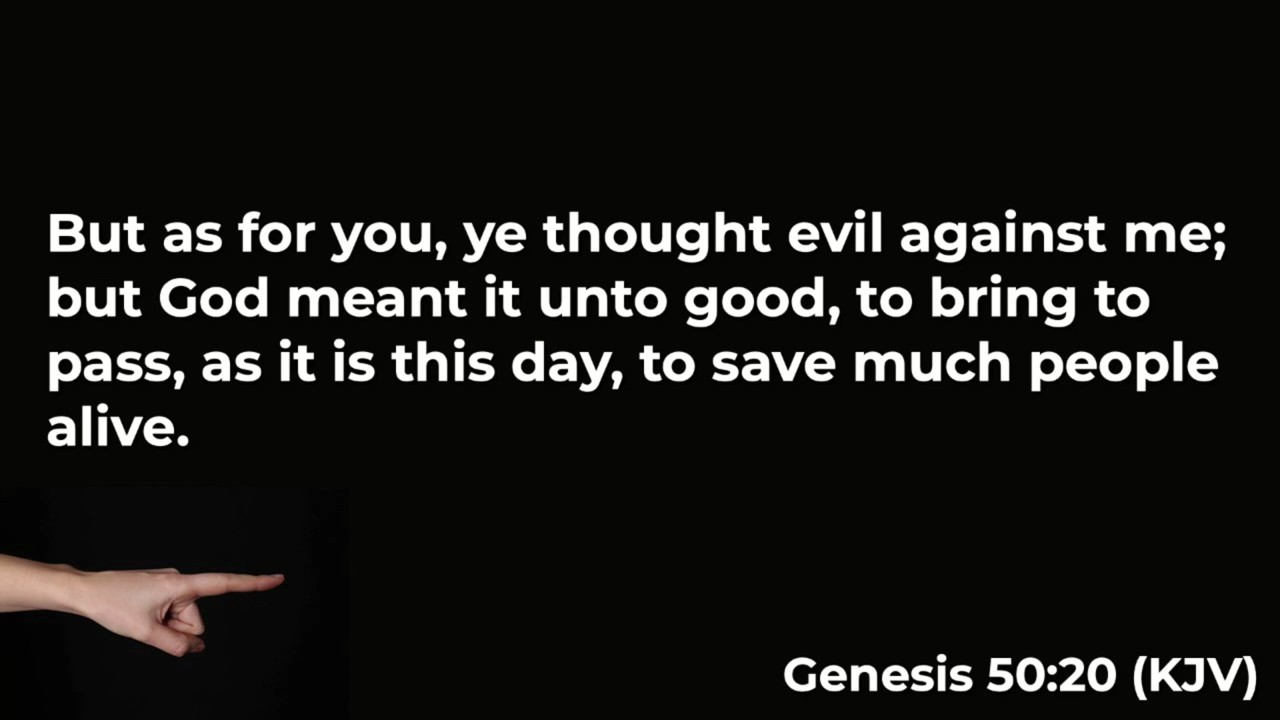 But as for you, ye thought evil against me;
but God meant it unto good, to bring to
pass, as it is this day, to save much people
alive.
Genesis 50:20 (KJV)